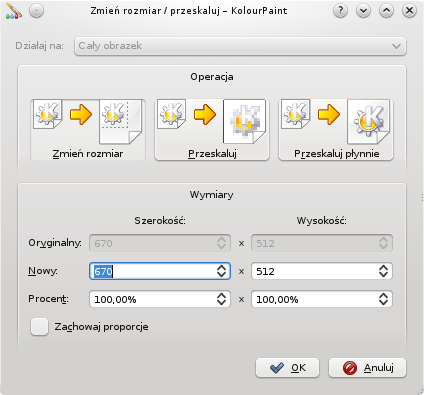 Zmień rozmiar / przeskaluj – KolourPaint
Działaj na: Cały obrazek
Operacja
Zmień rozmiar Przeskaluj Przeskaluj płynnie
Wymiary
Szerokość: Wysokość:
Oryginalny: 670 x 512
Nowy: 670 x 512
Procent: 100,00% x 100,00%
Zachowaj proporcje
OK Anuluj